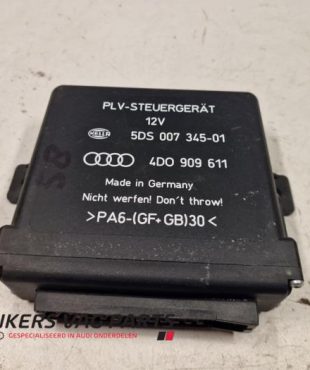 PLV-STEUERGERÄT
12V
HELLA 5DS 007 345-01
4D0 909 611
Made in Germany
Nicht werfen! Don't throw!
>PA6-(GF+GB)30<
GESPECIALISEERD IN AUDI ONDERDELEN